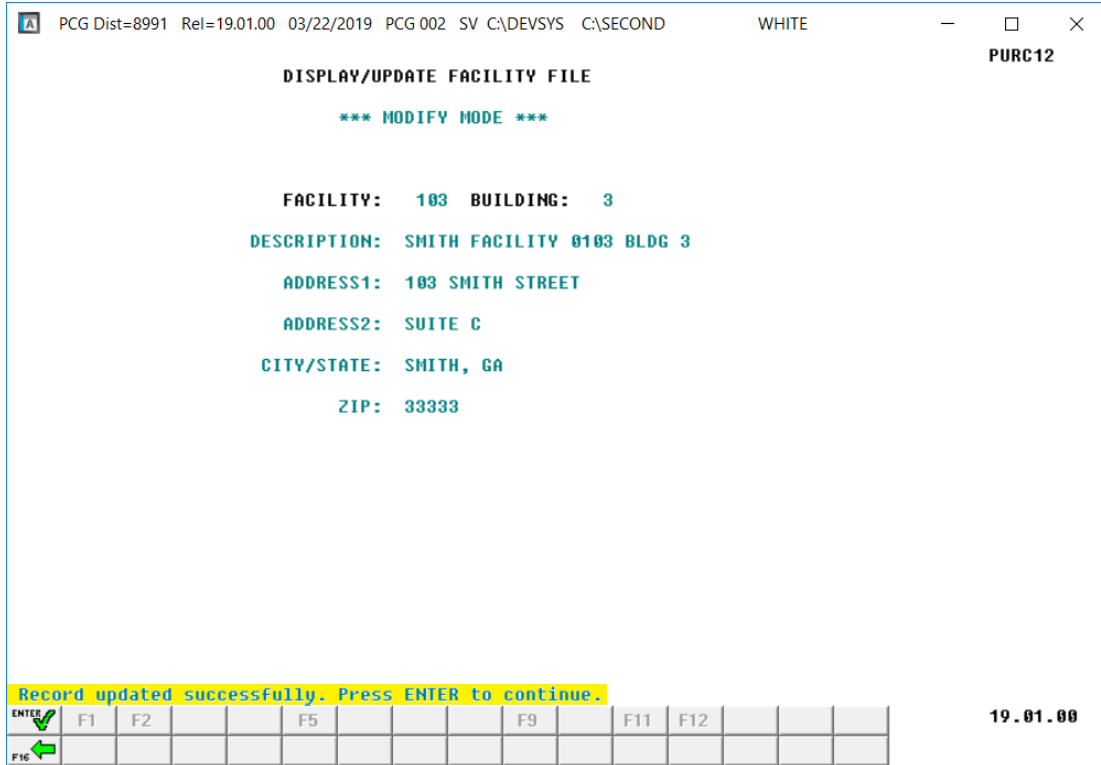 PCG Dist=8991 Rel=19.01.00 03/22/2019 PCG 002 SV C:\DEVSYS C:\SECOND WHITE
PURC12
DISPLAY/UPDATE FACILITY FILE
*** MODIFY MODE ***
FACILITY: 103 BUILDING: 3
DESCRIPTION: SMITH FACILITY 0103 BLDG 3
ADDRESS1: 103 SMITH STREET
ADDRESS2: SUITE C
CITY/STATE: SMITH, GA
ZIP: 33333
Record updated successfully. Press ENTER to continue.
ENTER F1 F2 F5 F9 F11 F12 19.01.00
F16